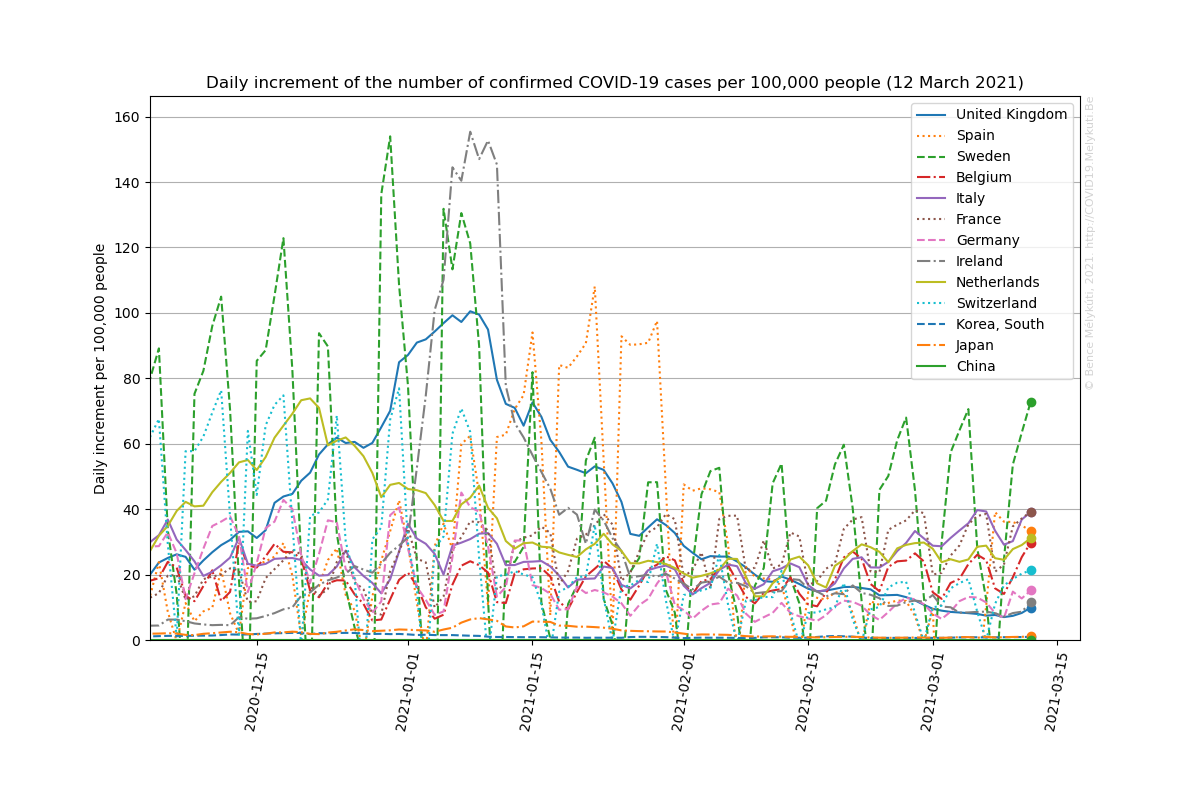 Daily increment of the number of confirmed COVID-19 cases per 100,000 people (12 March 2021)
Daily increment per 100,000 people
160
140
120
100
80
60
40
20
0
2020-12-15
2021-01-01
2021-01-15
2021-02-01
2021-02-15
2021-03-01
2021-03-15
United Kingdom
Spain
Sweden
Belgium
Italy
France
Germany
Ireland
Netherlands
Switzerland
Korea, South
Japan
China
© Bence Mélykúti, 2021  http://COVID19.Melykuti.Be